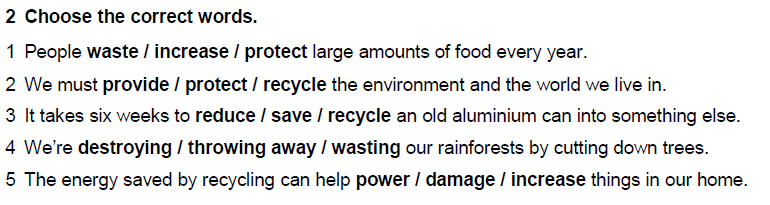 2 Choose the correct words.
1 People waste / increase / protect large amounts of food every year.
2 We must provide / protect / recycle the environment and the world we live in.
3 It takes six weeks to reduce / save / recycle an old aluminium can into something else.
4 We're destroying / throwing away / wasting our rainforests by cutting down trees.
5 The energy saved by recycling can help power / damage / increase things in our home.